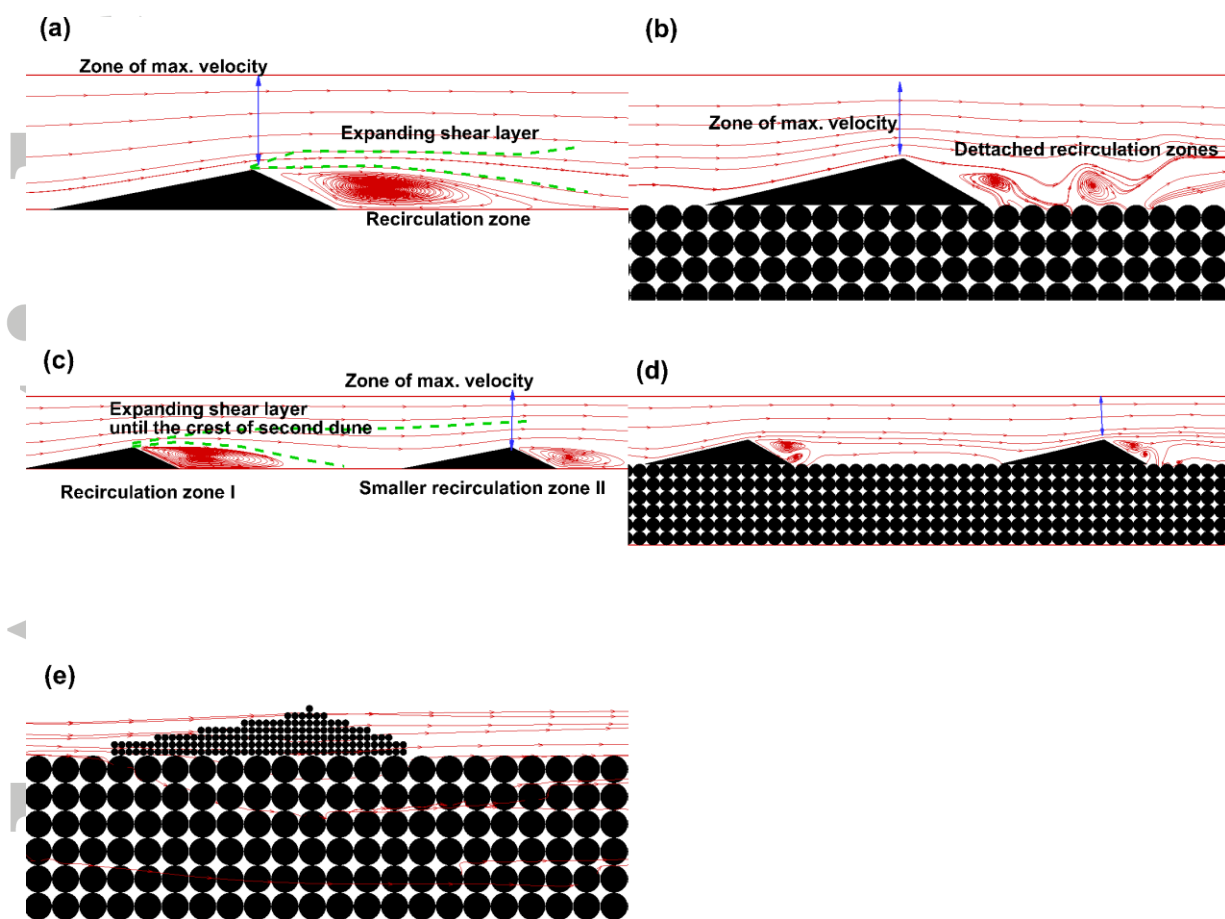 (a)
Zone of max. velocity
Expanding shear layer
Recirculation zone
(b)
Zone of max. velocity
Dettached recirculation zones
(c)
Zone of max. velocity
Expanding shear layer
until the crest of second dune
Recirculation zone I
Smaller recirculation zone II
(d)
(e)